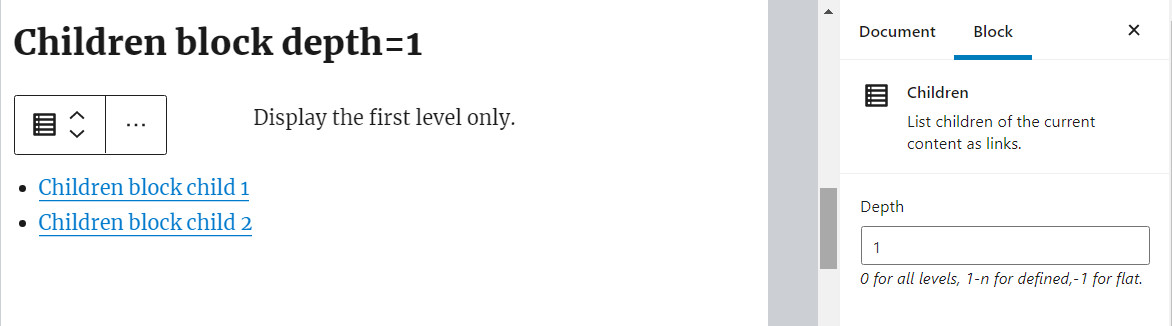 Children block depth=1
Display the first level only.
Children block child 1
Children block child 2
Document Block
Children
List children of the current
content as links.
Depth
1
0 for all levels, 1-n for defined,-1 for flat.